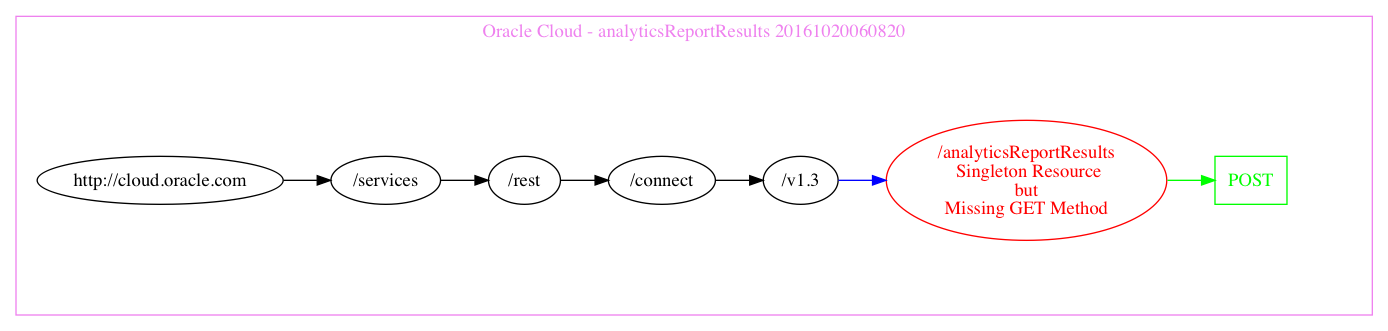 Oracle Cloud - analyticsReportResults 20161020060820
http://cloud.oracle.com
/services
/rest
/connect
/v1.3
/analyticsReportResults
Singleton Resource
but
Missing GET Method
POST